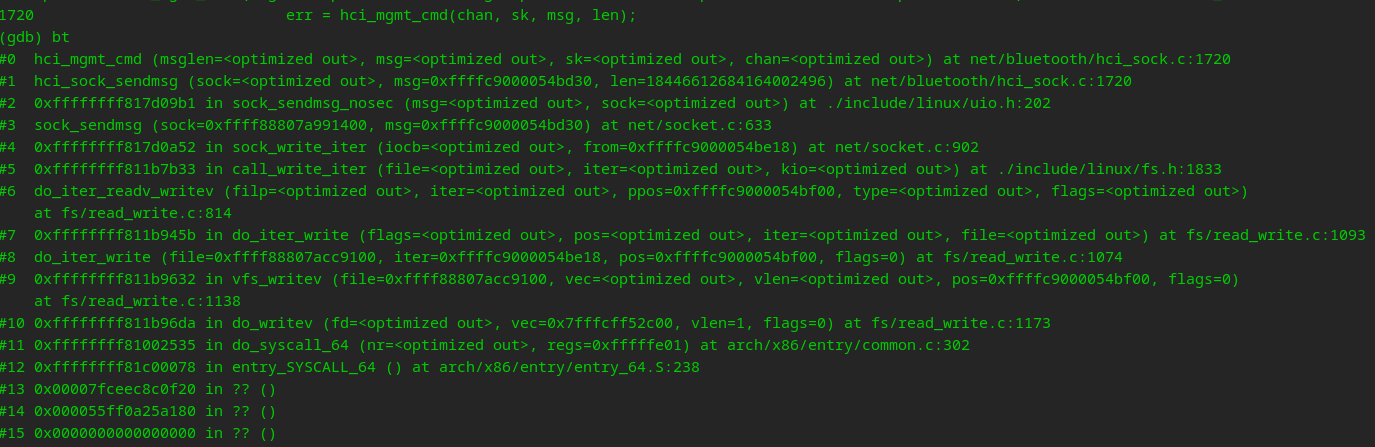 1720                            err = hci_mgmt_cmd(chan, sk, msg, len);
(gdb) bt
#0  hci_mgmt_cmd (msglen=<optimized out>, msg=<optimized out>, sk=<optimized out>, chan=<optimized out>) at net/bluetooth/hci_sock.c:1720
#1  hci_sock_sendmsg (sock=<optimized out>, msg=0xffffc9000054bd30, len=18446612684164002496) at net/bluetooth/hci_sock.c:1720
#2  0xffffffff817d09b1 in sock_sendmsg_nosec (msg=<optimized out>, sock=<optimized out>) at ./include/linux/uio.h:202
#3  sock_sendmsg (sock=0xffff88807a991400, msg=0xffffc9000054bd30) at net/socket.c:633
#4  0xffffffff817d0a52 in sock_write_iter (iocb=<optimized out>, from=0xffffc9000054be18) at net/socket.c:902
#5  0xffffffff811b7b33 in call_write_iter (file=<optimized out>, iter=<optimized out>, kio=<optimized out>) at ./include/linux/fs.h:1833
#6  do_iter_readv_writev (filp=<optimized out>, iter=<optimized out>, ppos=0xffffc9000054bf00, type=<optimized out>, flags=<optimized out>)
    at fs/read_write.c:814
#7  0xffffffff811b945b in do_iter_write (flags=<optimized out>, pos=<optimized out>, iter=<optimized out>, file=<optimized out>) at fs/read_write.c:1093
#8  do_iter_write (file=0xffff88807acc9100, iter=0xffffc9000054be18, pos=0xffffc9000054bf00, flags=0) at fs/read_write.c:1074
#9  0xffffffff811b9632 in vfs_writev (file=0xffff88807acc9100, vec=<optimized out>, vlen=<optimized out>, pos=0xffffc9000054bf00, flags=0)
    at fs/read_write.c:1138
#10 0xffffffff811b96da in do_writev (fd=<optimized out>, vec=0x7fffcff52c00, vlen=1, flags=0) at fs/read_write.c:1173
#11 0xffffffff81002535 in do_syscall_64 (nr=<optimized out>, regs=0xfffffe01) at arch/x86/entry/common.c:302
#12 0xffffffff81c00078 in entry_SYSCALL_64 () at arch/x86/entry/entry_64.S:238
#13 0x00007fceec8c0f20 in ?? ()
#14 0x000055ff0a25a180 in ?? ()
#15 0x0000000000000000 in ?? ()